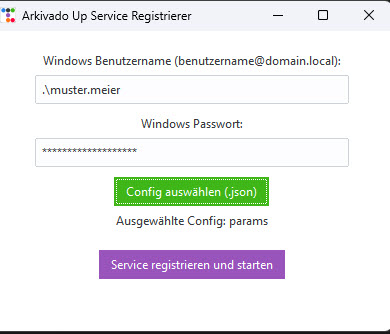 Arkivado Up Service Registrierer
Windows Benutzername (benutzername@domain.local):
.\muster.meier
Windows Passwort:
*******************
Config auswählen (.json)
Ausgewählte Config: params
Service registrieren und starten